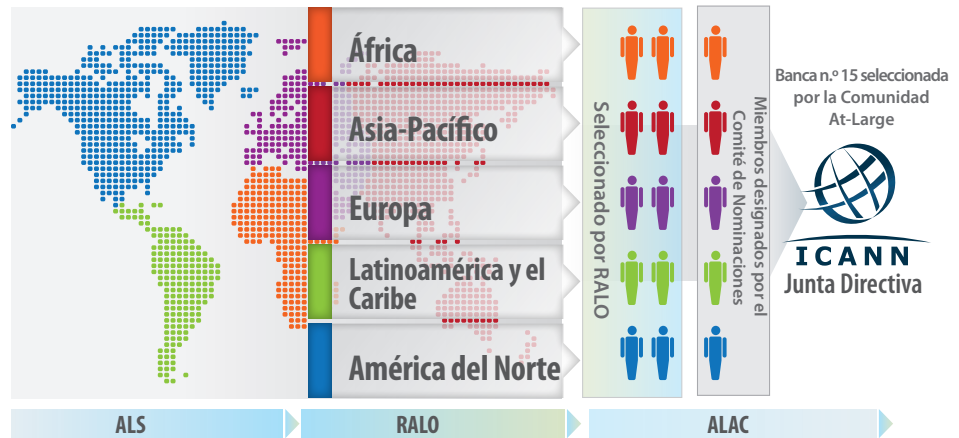 África
Asia-Pacífico
Europa
Latinoamérica y el
Caribe
América del Norte
Seleccionado por RALO
Miembros designados por el
Comité de Nominaciones
Banca n.º 15 seleccionada
por la Comunidad
At-Large
ICANN
Junta Directiva
ALS
RALO
ALAC